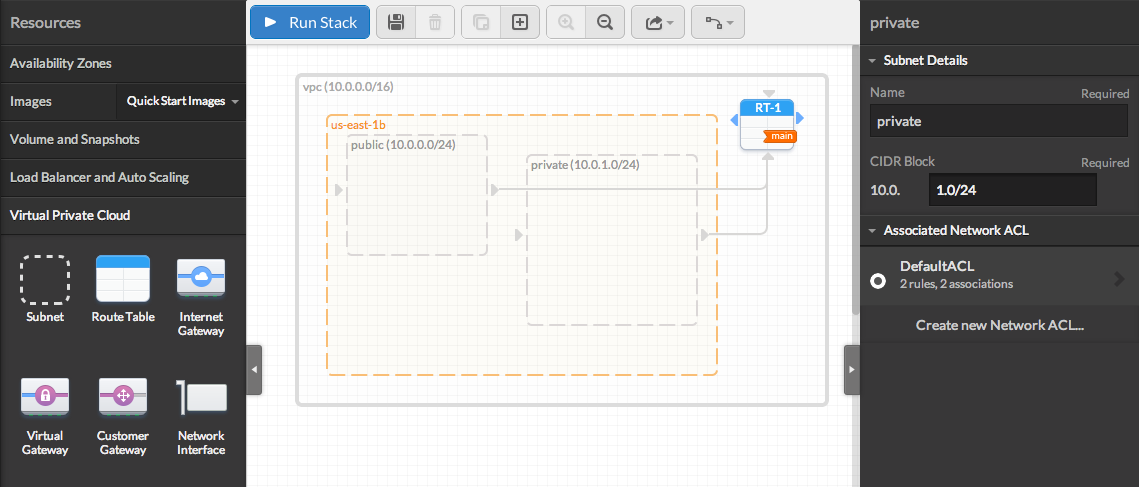 Resources
Availability Zones
Images
Quick Start Images
Volume and Snapshots
Load Balancer and Auto Scaling
Virtual Private Cloud
Subnet
Route Table
Internet
Gateway
Virtual
Gateway
Customer
Gateway
Network
Interface
Run Stack
vpc (10.0.0.0/16)
us-east-1b
public (10.0.0.0/24)
private (10.0.1.0/24)
RT-1
main
private
Subnet Details
Name
Required
private
CIDR Block
Required
10.0.
1.0/24
Associated Network ACL
DefaultACL
2 rules, 2 associations
Create new Network ACL...